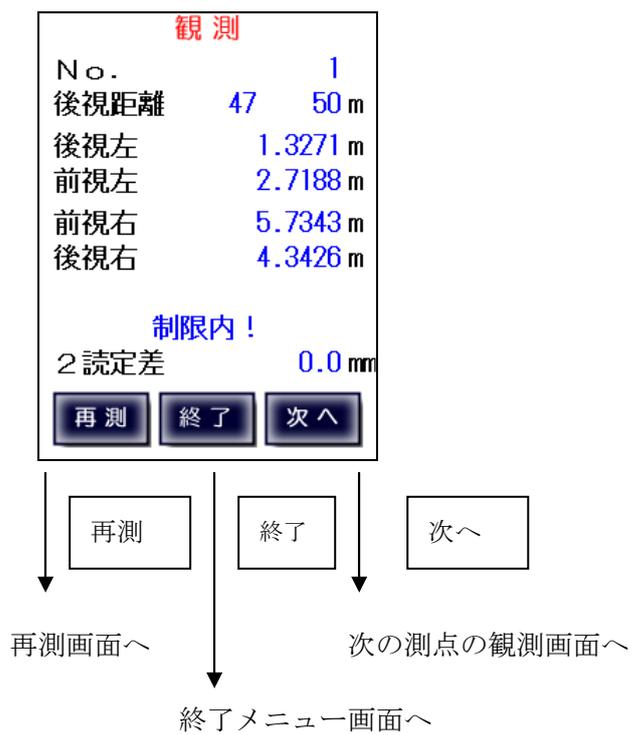 観 測
No. 1
後視距離 47 50 m
後視左 1.3271 m
前視左 2.7188 m
前視右 5.7343 m
後視右 4.3426 m
制限内！
２読定差 0.0 mm
再 測 終 了 次 へ
再測 終了 次へ
再測画面へ 次の測点の観測画面へ
終了メニュー画面へ